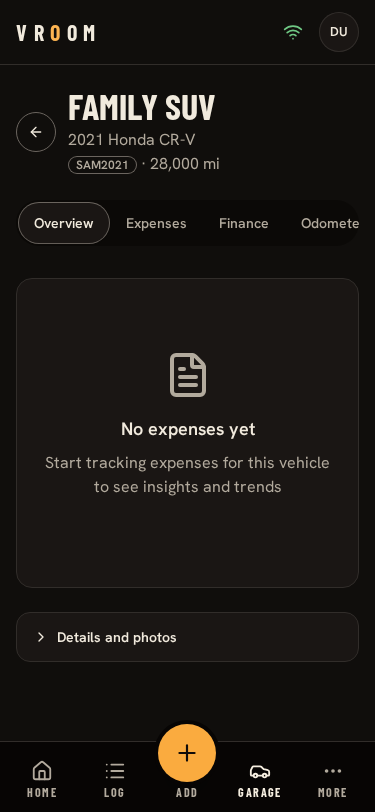 VROOM
DU
FAMILY SUV
2021 Honda CR-V
SAM2021 · 28,000 mi
Overview Expenses Finance Odomete
No expenses yet
Start tracking expenses for this vehicle
to see insights and trends
Details and photos
HOME LOG ADD GARAGE MORE